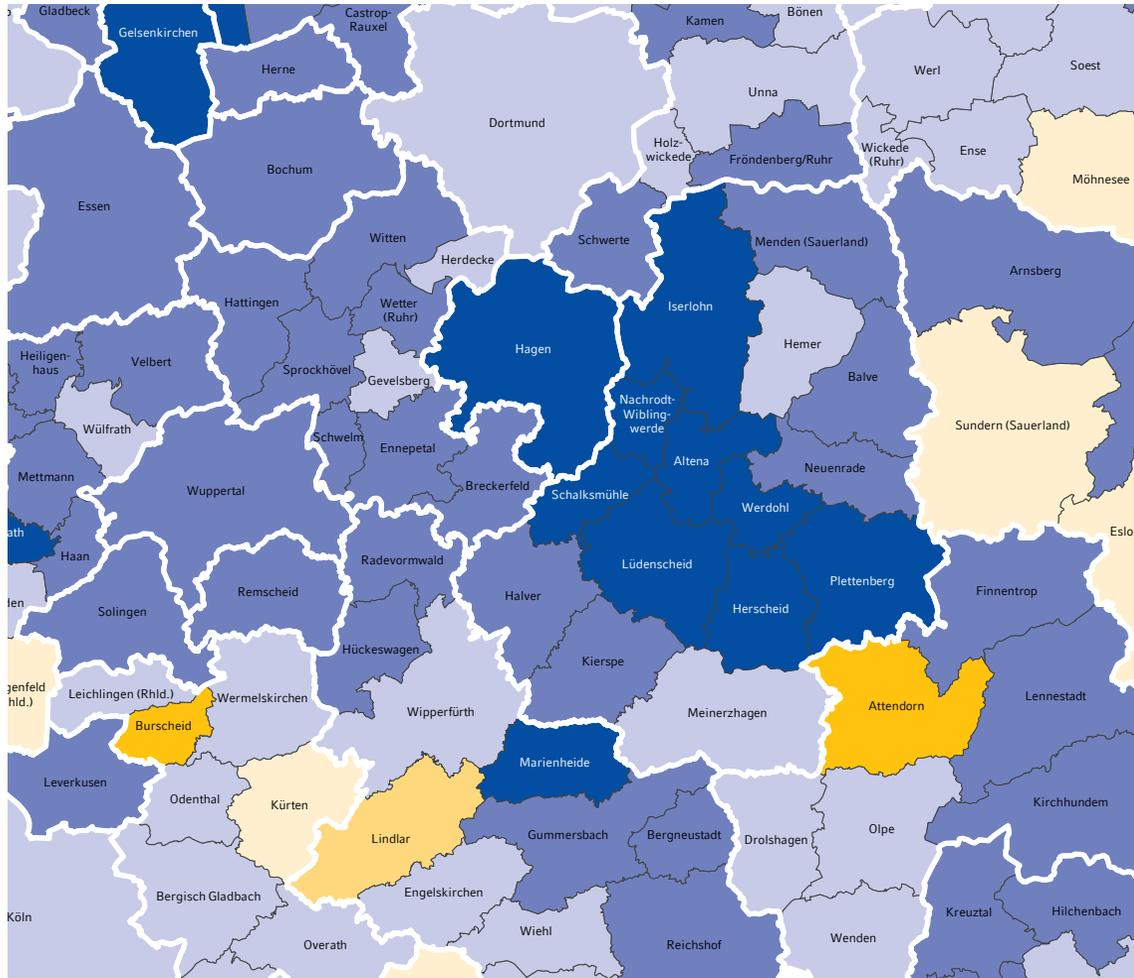 Gladbeck
Gelsenkirchen
Castrop-
Rauxel
Kamen
Bönen
Herne
Werl
Soest
Unna
Dortmund
Holz-
wickede
Fröndenberg/Ruhr
Wickede
(Ruhr)
Ense
Möhnesee
Bochum
Essen
Witten
Schwerte
Menden (Sauerland)
Herdecke
Arnsberg
Hattingen
Wetter
(Ruhr)
Iserlohn
Hemer
Hagen
Heiligen-
haus
Velbert
Sprockhövel
Gevelsberg
Balve
Nachrodt-
Wibling-
werde
Wülfrath
Schwelm
Ennepetal
Sundern (Sauerland)
Altena
Neuenrade
Mettmann
Wuppertal
Breckerfeld
Schalksmühle
Werdohl
ath
Haan
Eslo
Radevormwald
Lüdenscheid
Plettenberg
Finnentrop
den
Solingen
Remscheid
Halver
Herscheid
Hückeswagen
Kierspe
genfeld
hld.)
Leichlingen (Rhld.)
Wermelskirchen
Lennestadt
Burscheid
Wipperfürth
Meinerzhagen
Attendorn
Marienheide
Leverkusen
Odenthal
Kürten
Kirchhundem
Lindlar
Gummersbach
Bergneustadt
Drolshagen
Olpe
Bergisch Gladbach
Engelskirchen
Köln
Kreuztal
Hilchenbach
Overath
Wiehl
Reichshof
Wenden